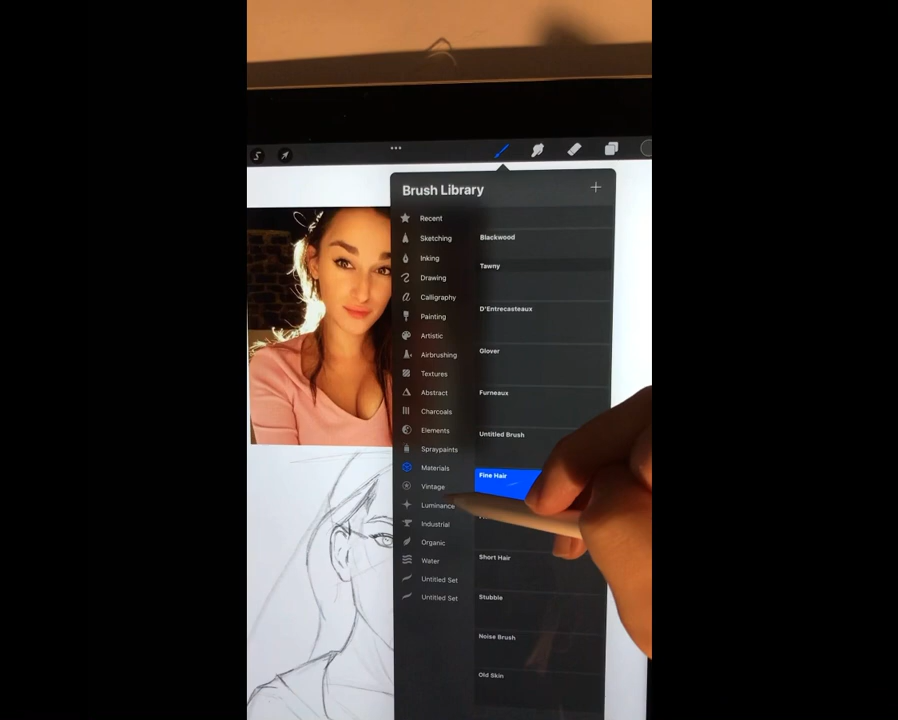 Brush Library
Recent
Sketching
Inking
Drawing
Calligraphy
Painting
Artistic
Airbrushing
Textures
Abstract
Charcoals
Elements
Spraypaints
Materials
Vintage
Luminance
Industrial
Organic
Water
Untitled Set
Untitled Set
Blackwood
Tawny
D'Entrecasteaux
Glover
Furneaux
Untitled Brush
Fine Hair
Short Hair
Stubble
Noise Brush
Old Skin